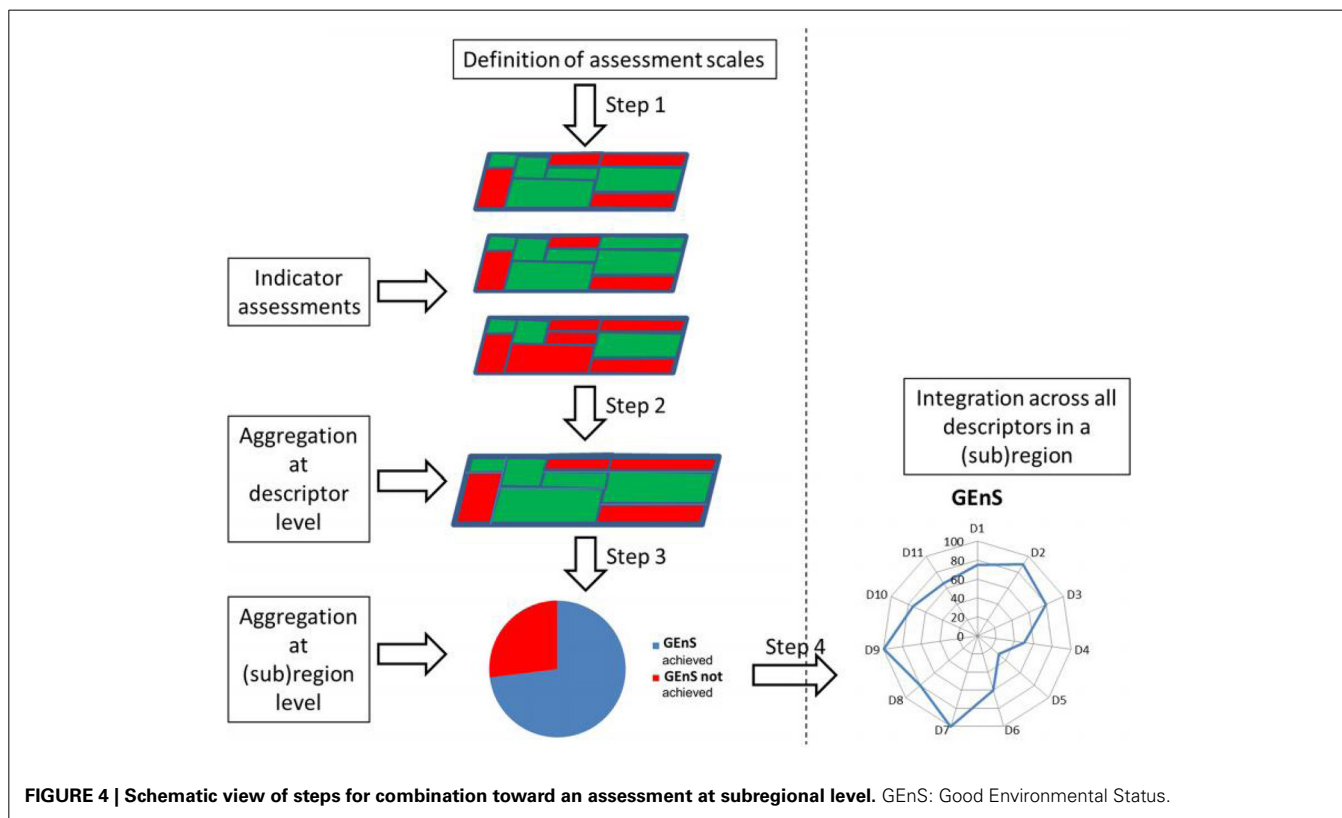 Definition of assessment scales
Step 1
Indicator
assessments
Step 2
Aggregation
at
descriptor
level
Step 3
Aggregation
at
(sub)region
level
GEnS
achieved
GEnS not
achieved
Step 4
Integration across all
descriptors in a
(sub)region
GEnS
D1
D2
D3
D4
D5
D6
D7
D8
D9
D10
D11
100
80
60
40
20
0
FIGURE 4 | Schematic view of steps for combination toward an assessment at subregional level. GEnS: Good Environmental Status.